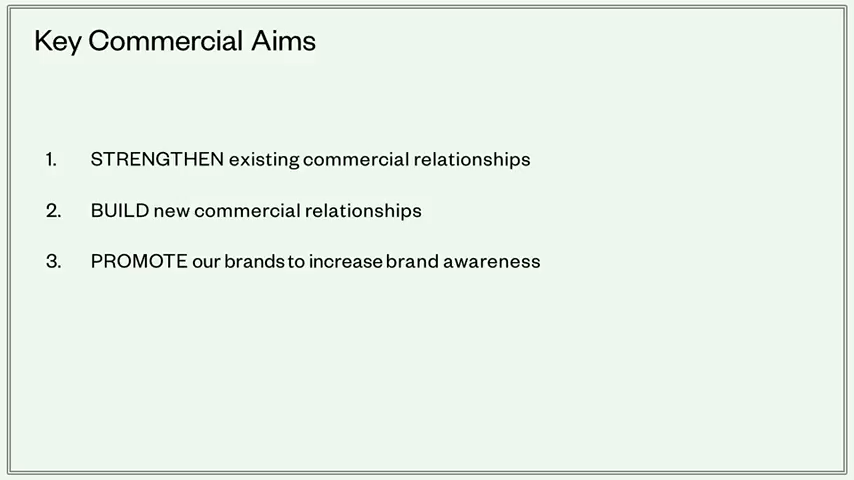 Key Commercial Aims
1. STRENGTHEN existing commercial relationships
2. BUILD new commercial relationships
3. PROMOTE our brands to increase brand awareness